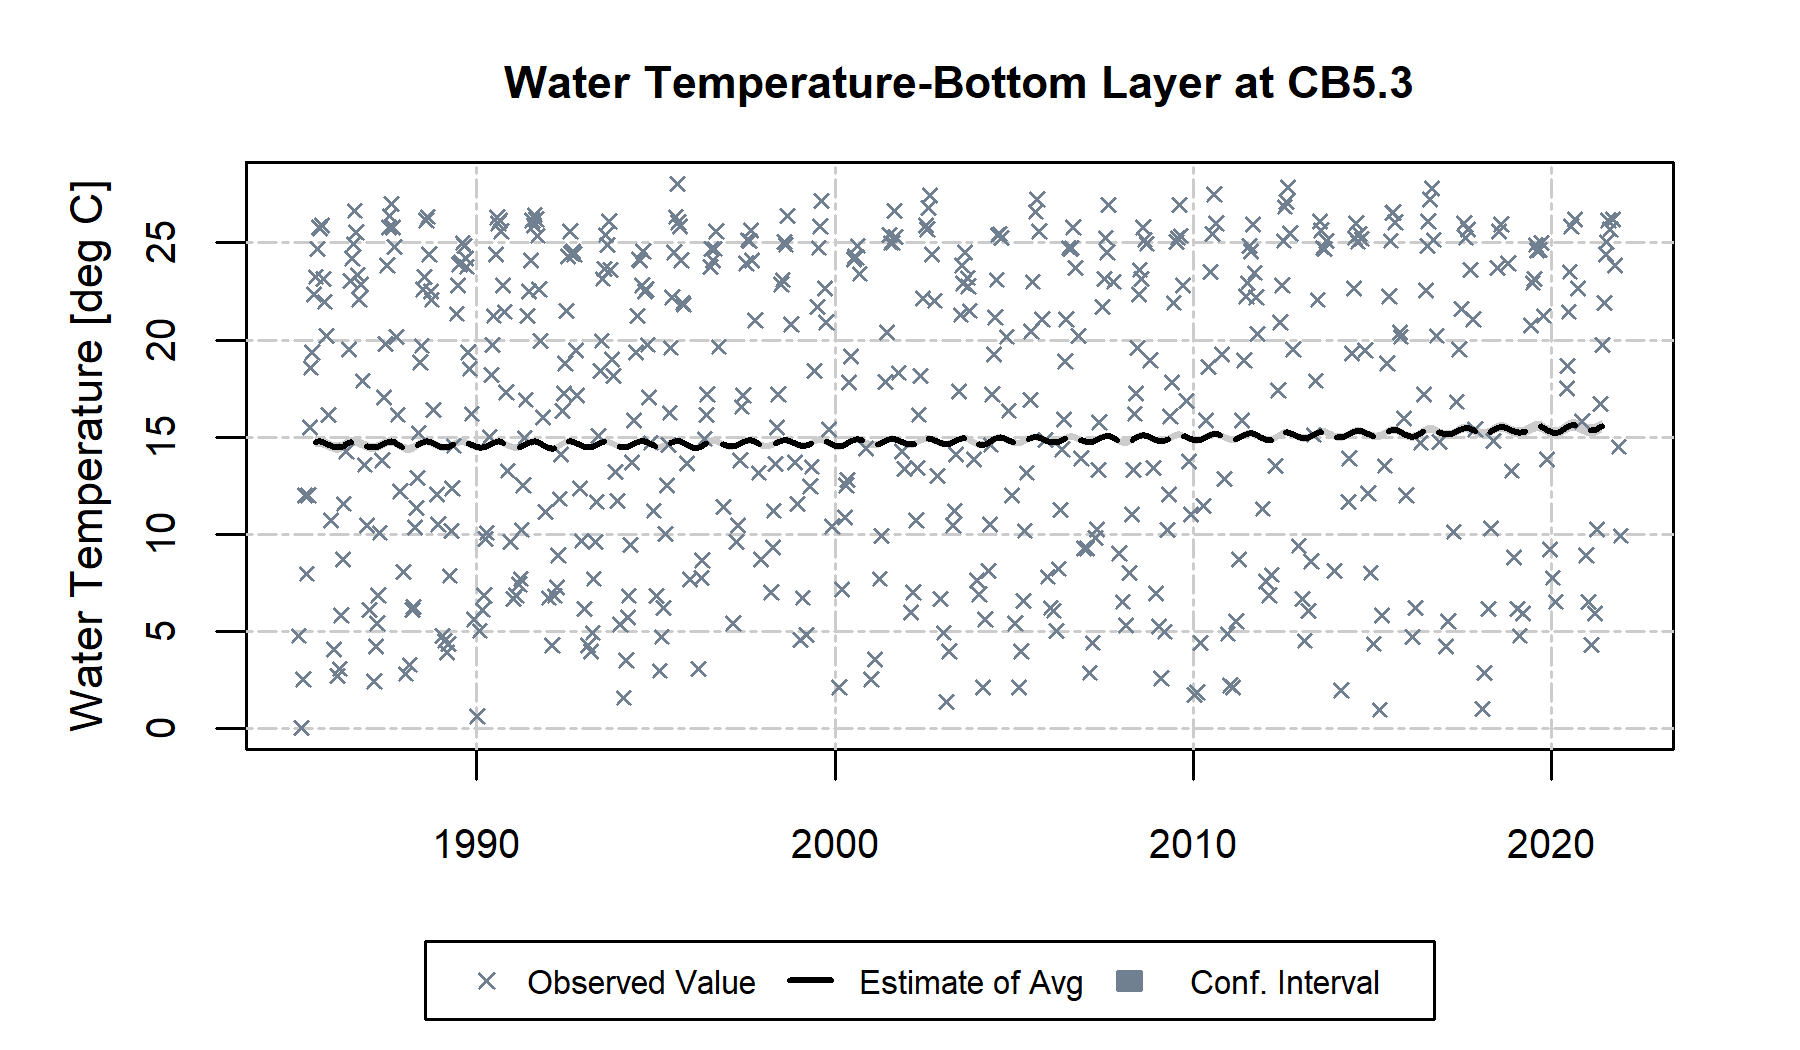 Water Temperature-Bottom Layer at CB5.3
Water Temperature [deg C]
25
20
15
10
5
0
1990 2000 2010 2020
Observed Value Estimate of Avg Conf. Interval